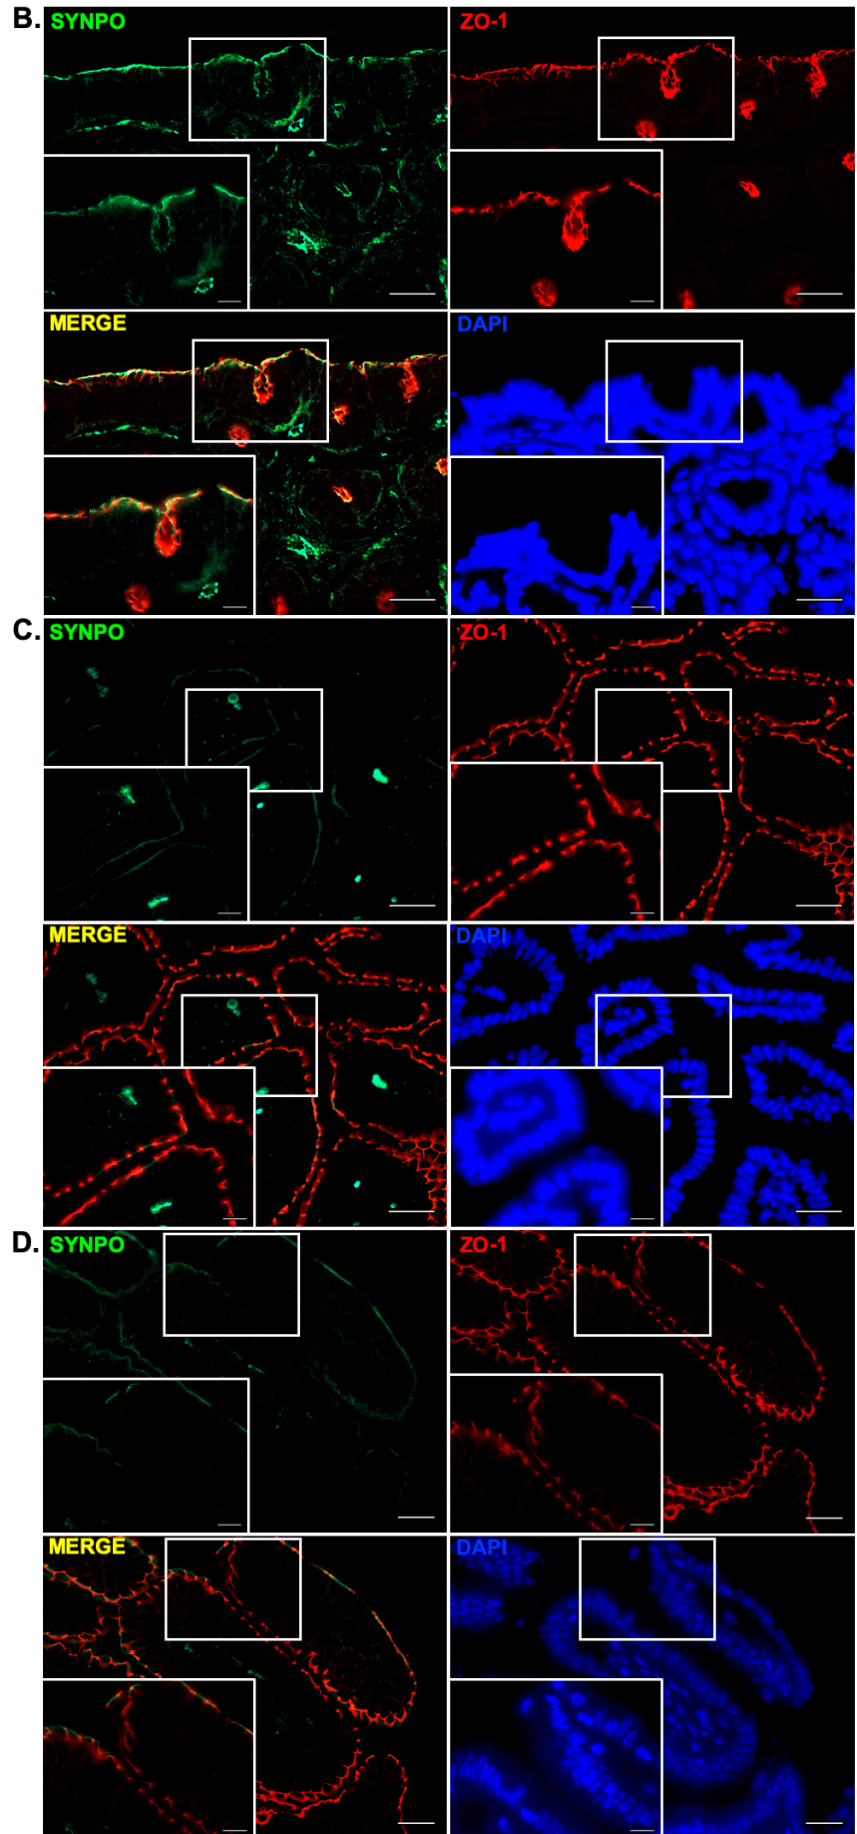 B.
SYNPO
ZO-1
MERGE
DAPI
C.
SYNPO
ZO-1
MERGE
DAPI
D.
SYNPO
ZO-1
MERGE
DAPI